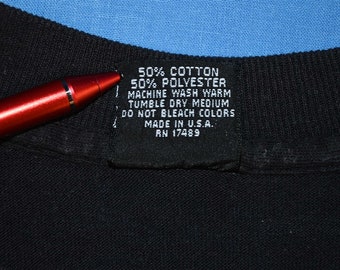 50% COTTON
50% POLYESTER
MACHINE WASH WARM
TUMBLE DRY MEDIUM
DO NOT BLEACH COLORS
MADE IN U.S.A.
RN 17489